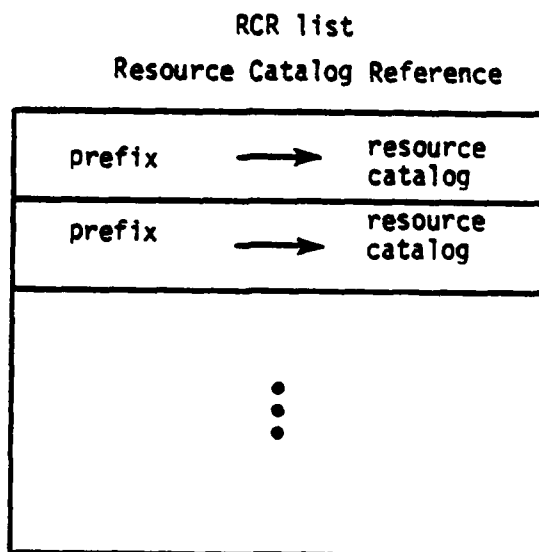 RCR list
Resource Catalog Reference
prefix
resource
catalog
prefix
resource
catalog